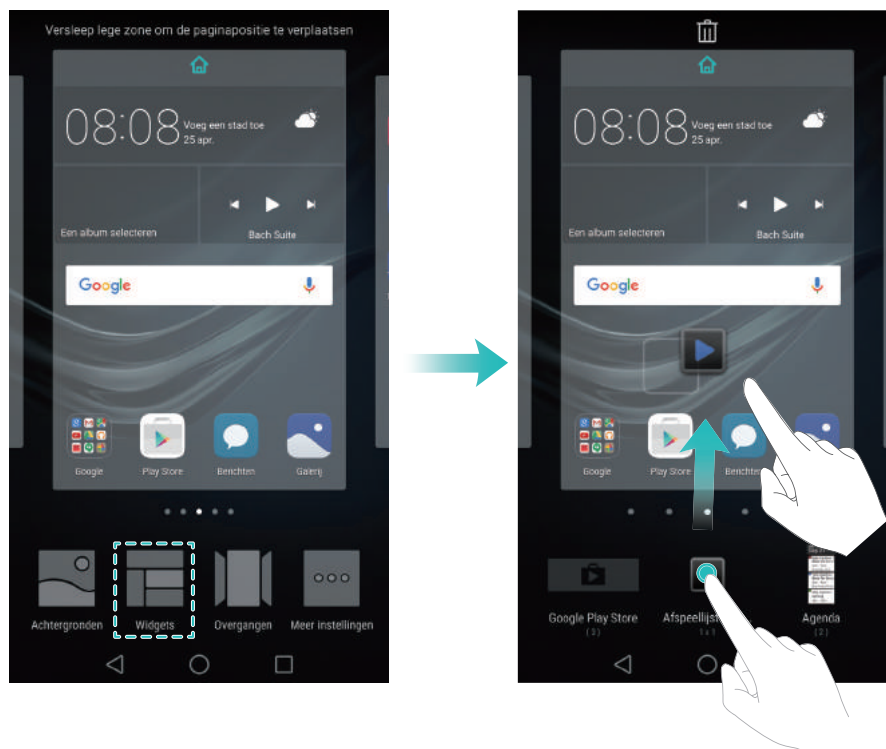 Versleep lege zone om de paginapositie te verplaatsen
08:08 Voeg een stad toe
25 apr.
Een album selecteren
Bach Suite
Google
Google Play Store Berichten Galerij
Achtergronden Widgets Overgangen Meer instellingen
08:08 Voeg een stad toe
25 apr.
Een album selecteren
Bach Suite
Google
Google Play Store Berichten
Google Play Store Afspeellijst Agenda
(3) 1x1 (2)